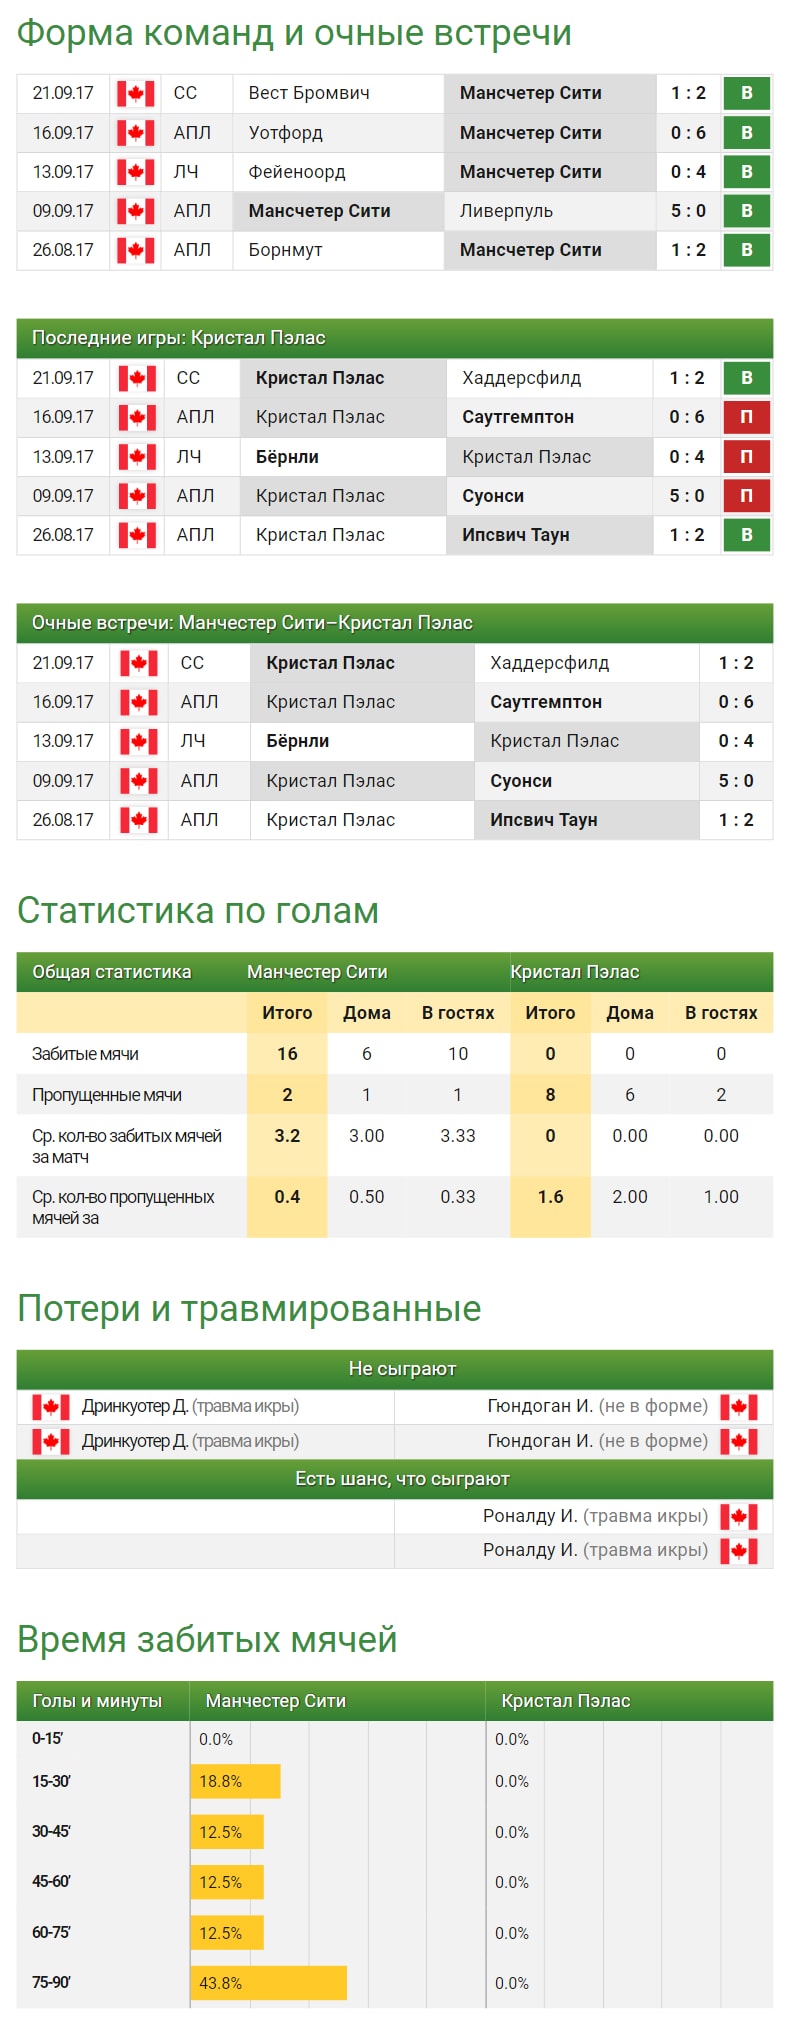 Форма команд и очные встречи
21.09.17 СС Вест Бромвич Мансчетер Сити 1 : 2 В
16.09.17 АПЛ Уотфорд Мансчетер Сити 0 : 6 В
13.09.17 ЛЧ Фейеноорд Мансчетер Сити 0 : 4 В
09.09.17 АПЛ Мансчетер Сити Ливерпуль 5 : 0 В
26.08.17 АПЛ Борнмут Мансчетер Сити 1 : 2 В
Последние игры: Кристал Пэлас
21.09.17 СС Кристал Пэлас Хаддерсфилд 1 : 2 В
16.09.17 АПЛ Кристал Пэлас Саутгемптон 0 : 6 П
13.09.17 ЛЧ Бёрнли Кристал Пэлас 0 : 4 П
09.09.17 АПЛ Кристал Пэлас Суонси 5 : 0 П
26.08.17 АПЛ Кристал Пэлас Ипсвич Таун 1 : 2 В
Очные встречи: Манчестер Сити–Кристал Пэлас
21.09.17 СС Кристал Пэлас Хаддерсфилд 1 : 2
16.09.17 АПЛ Кристал Пэлас Саутгемптон 0 : 6
13.09.17 ЛЧ Бёрнли Кристал Пэлас 0 : 4
09.09.17 АПЛ Кристал Пэлас Суонси 5 : 0
26.08.17 АПЛ Кристал Пэлас Ипсвич Таун 1 : 2
Статистика по голам
Общая статистика Манчестер Сити Кристал Пэлас
Итого Дома В гостях Итого Дома В гостях
Забитые мячи 16 6 10 0 0 0
Пропущенные мячи 2 1 1 8 6 2
Ср. кол-во забитых мячей 3.2 3.00 3.33 0 0.00 0.00
за матч
Ср. кол-во пропущенных 0.4 0.50 0.33 1.6 2.00 1.00
мячей за
Потери и травмированные
Не сыграют
Дринкуотер Д. (травма икры) Гюндоган И. (не в форме)
Дринкуотер Д. (травма икры) Гюндоган И. (не в форме)
Есть шанс, что сыграют
Роналду И. (травма икры)
Роналду И. (травма икры)
Время забитых мячей
Голы и минуты Манчестер Сити Кристал Пэлас
0-15′ 0.0% 0.0%
15-30′ 18.8% 0.0%
30-45′ 12.5% 0.0%
45-60′ 12.5% 0.0%
60-75′ 12.5% 0.0%
75-90′ 43.8% 0.0%